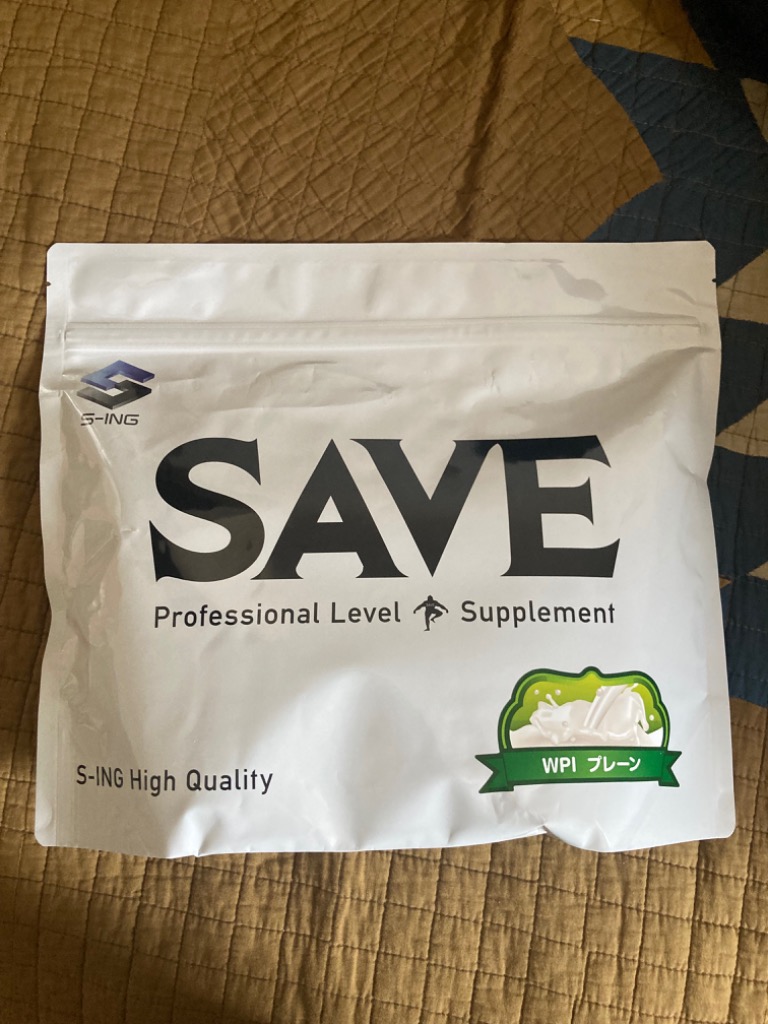 S-ING
SAVE
Professional Level Supplement
S-ING High Quality
WPI プレーン